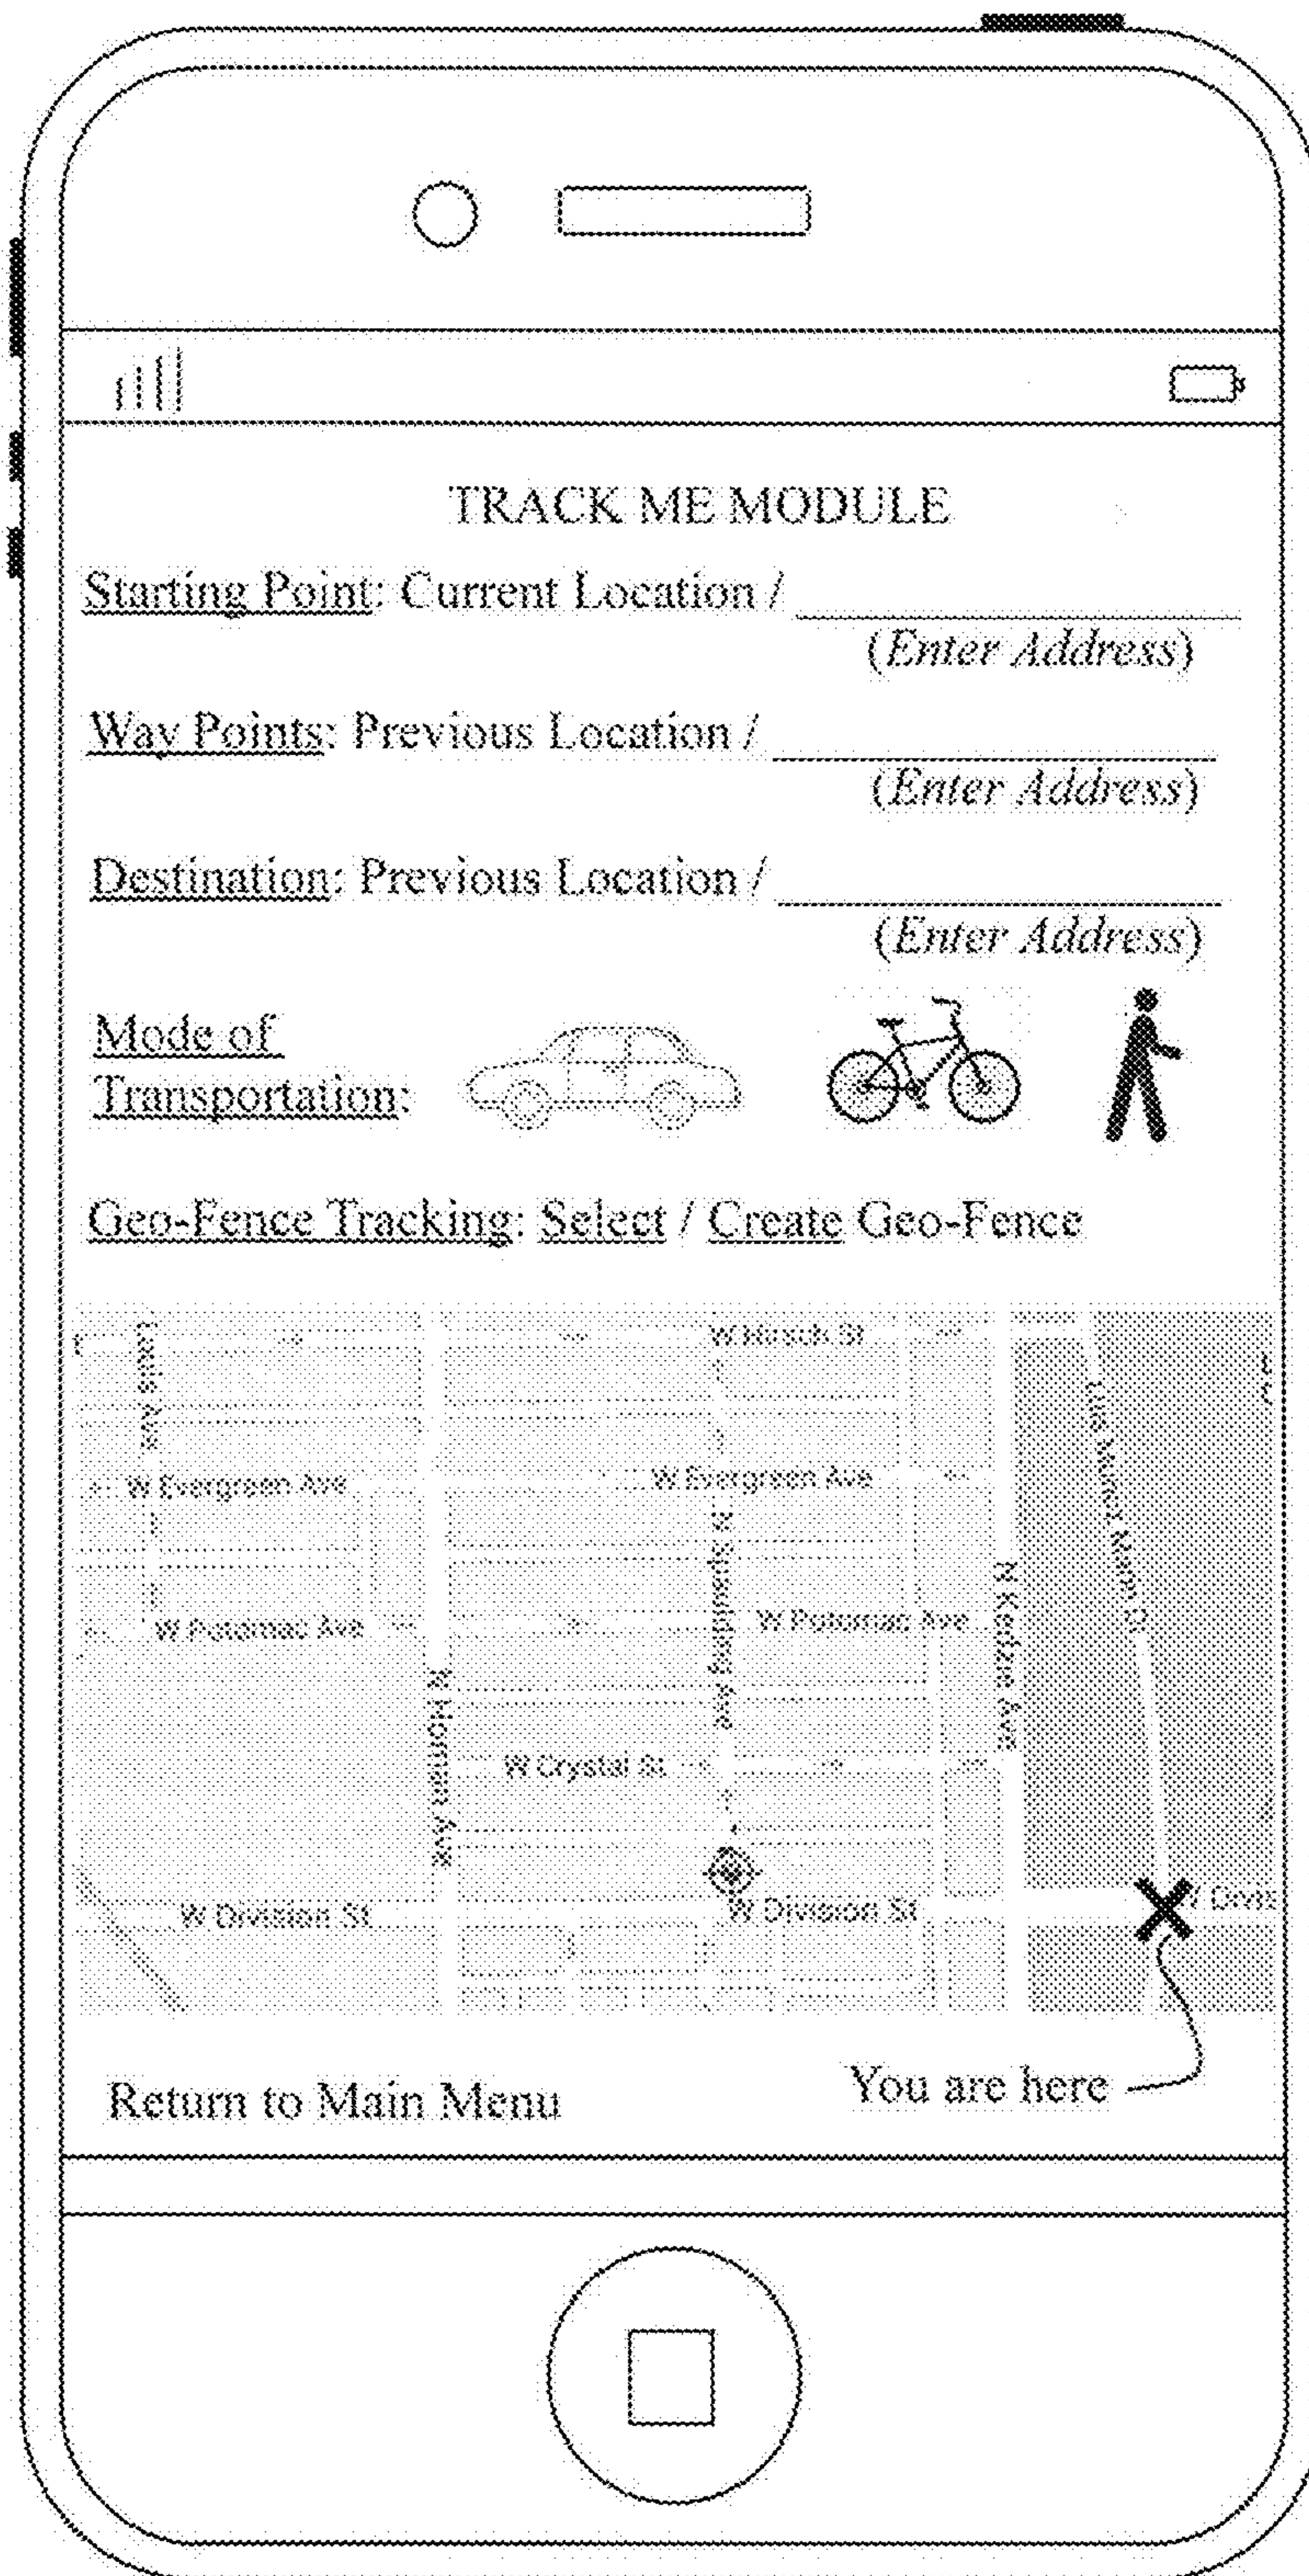 TRACK ME MODULE
Starting Point: Current Location /
(Enter Address)
Way Points: Previous Location /
(Enter Address)
Destination: Previous Location /
(Enter Address)
Mode of
Transportation:
Geo-Fence Tracking: Select / Create Geo-Fence
W Hirsch St
W Evergreen Ave
W Evergreen Ave
N Spaulding Ave
N Kedzie Ave
W Potomac Ave
W Potomac Ave
N Homan Ave
W Crystal St
W Division St
W Division St
W Divis
Return to Main Menu
You are here